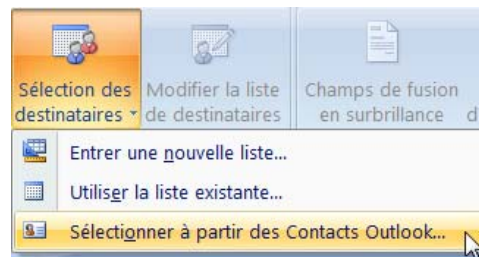 Sélection des
destinataires
Modifier la liste
de destinataires
Champs de fusion
en surbrillance
Entrer une nouvelle liste...
Utiliser la liste existante...
Sélectionner à partir des Contacts Outlook...